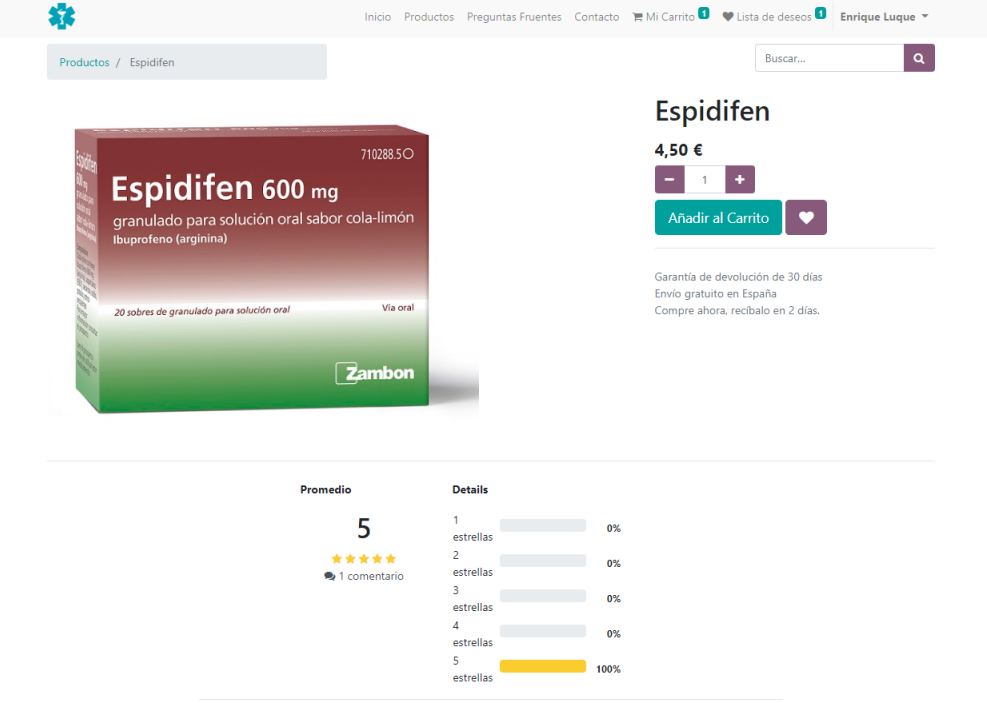 Inicio Productos Preguntas Fruentes Contacto Mi Carrito 1 Lista de deseos 1 Enrique Luque
Productos / Espidifen
Buscar...
Espidifen
4,50 €
1
Añadir al Carrito
Garantía de devolución de 30 días
Envío gratuito en España
Compre ahora, recíbalo en 2 días.
710288.5
Espidifen 600 mg
granulado para solución oral sabor cola-limón
Ibuprofeno (arginina)
20 sobres de granulado para solución oral
Vía oral
Zambon
Espidifen
600 mg
Promedio
5
1 comentario
Details
1
estrellas
0%
2
estrellas
0%
3
estrellas
0%
4
estrellas
0%
5
estrellas
100%